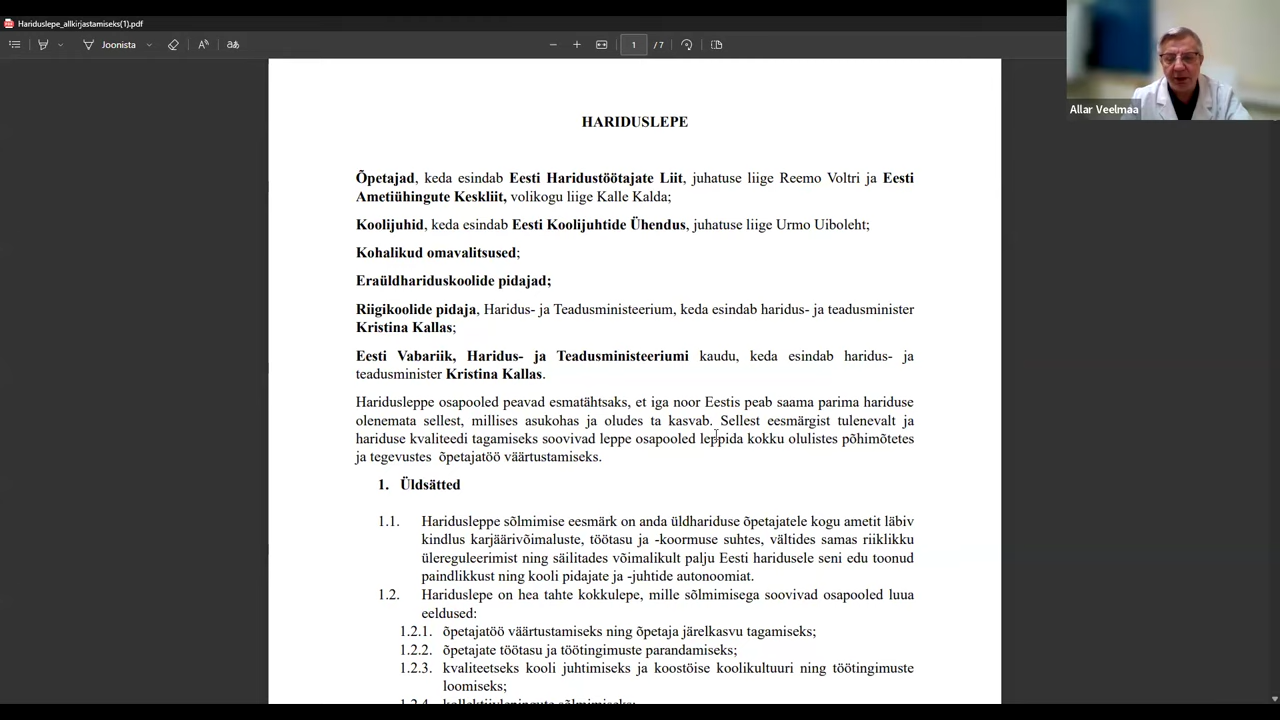 Hariduslepe_allkirjastamiseks(1).pdf
Joonista
1 / 7
Allar Veelmaa
HARIDUSLEPE
Õpetajad, keda esindab Eesti Haridustöötajate Liit, juhatuse liige Reemo Voltri ja Eesti
Ametiühingute Keskliit, volikogu liige Kalle Kalda;
Koolijuhid, keda esindab Eesti Koolijuhtide Ühendus, juhatuse liige Urmo Uiboleht;
Kohalikud omavalitsused;
Eraüldhariduskoolide pidajad;
Riigikoolide pidaja, Haridus- ja Teadusministeerium, keda esindab haridus- ja teadusminister
Kristina Kallas;
Eesti Vabariik, Haridus- ja Teadusministeeriumi kaudu, keda esindab haridus- ja
teadusminister Kristina Kallas.
Haridusleppe osapooled peavad esmatähtsaks, et iga noor Eestis peab saama parima hariduse
olenemata sellest, millises asukohas ja oludes ta kasvab. Sellest eesmärgist tulenevalt ja
hariduse kvaliteedi tagamiseks soovivad leppe osapooled leppida kokku olulistes põhimõtetes
ja tegevustes õpetajatöö väärtustamiseks.
1. Üldsätted
1.1. Haridusleppe sõlmimise eesmärk on anda üldhariduse õpetajatele kogu ametit läbiv
kindlus karjäärivõimaluste, töötasu ja -koormuse suhtes, vältides samas riiklikku
ülereguleerimist ning säilitades võimalikult palju Eesti haridusele seni edu toonud
paindlikkust ning kooli pidajate ja -juhtide autonoomiat.
1.2. Hariduslepe on hea tahte kokkulepe, mille sõlmimisega soovivad osapooled luua
eeldused:
1.2.1. õpetajatöö väärtustamiseks ning õpetaja järelkasvu tagamiseks;
1.2.2. õpetajate töötasu ja töötingimuste parandamiseks;
1.2.3. kvaliteetseks kooli juhtimiseks ja koostöise koolikultuuri ning töötingimuste
loomiseks;
1.2.4. kollektiivlepingute sõlmimiseks;